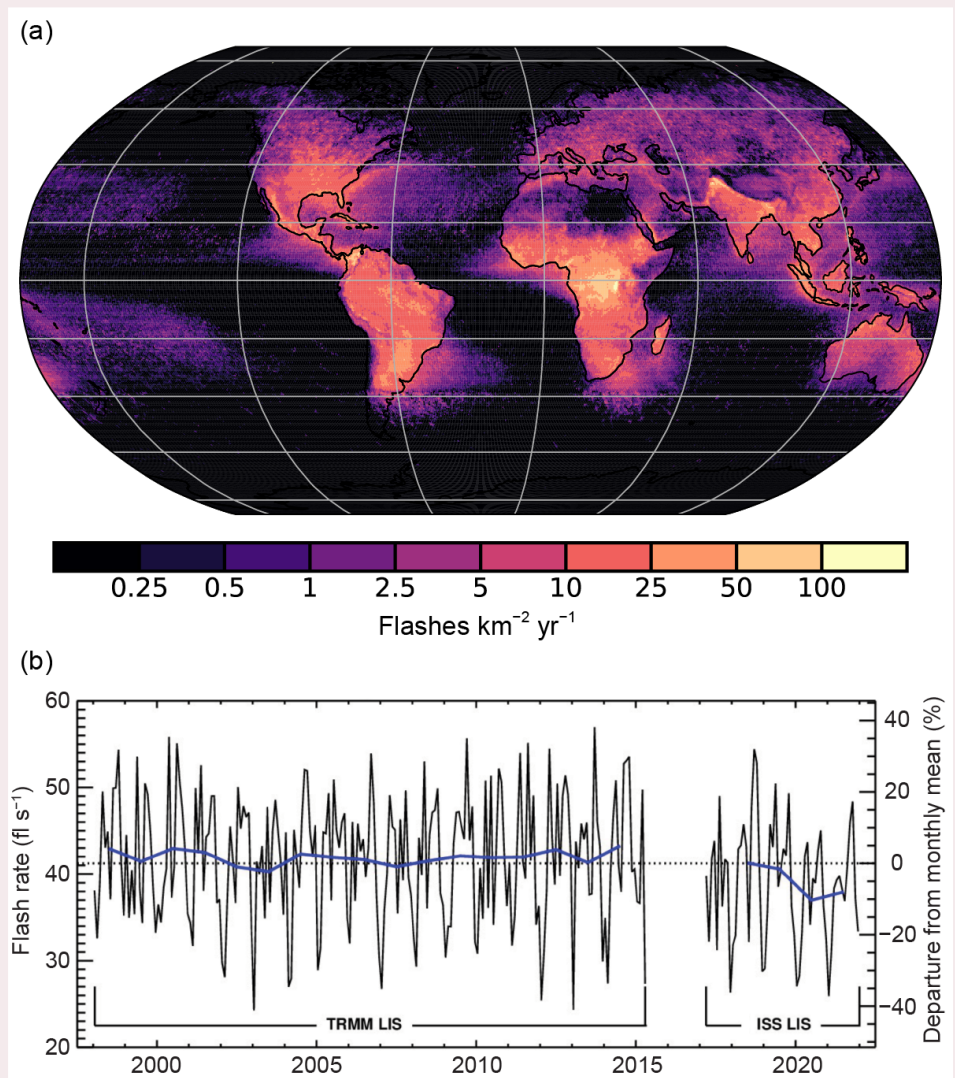 (a)
0.25 0.5 1 2.5 5 10 25 50 100
Flashes km⁻² yr⁻¹
(b)
Flash rate (fl s⁻¹)
60
50
40
30
20
TRMM LIS
ISS LIS
40
20
0
−20
−40
Departure from monthly mean (%)
2000 2005 2010 2015 2020